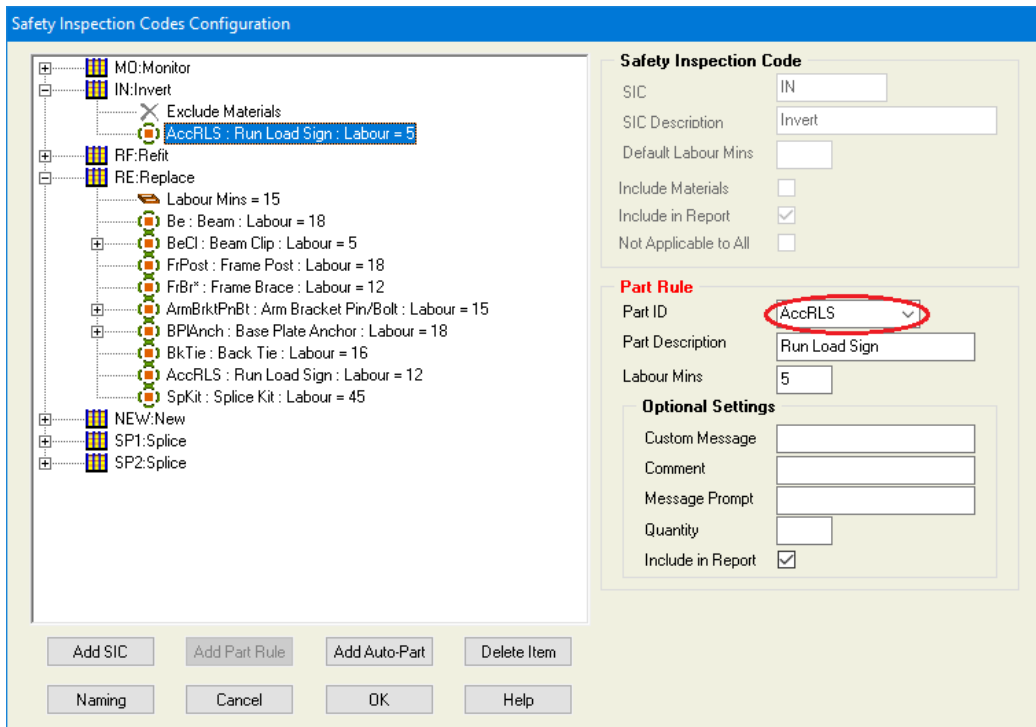 Safety Inspection Codes Configuration
MO:Monitor
IN:Invert
Exclude Materials
AccRLS : Run Load Sign : Labour = 5
RF:Refit
RE:Replace
Labour Mins = 15
Be : Beam : Labour = 18
BeCl : Beam Clip : Labour = 5
FrPost : Frame Post : Labour = 18
FrBr* : Frame Brace : Labour = 12
ArmBrktPnBt : Arm Bracket Pin/Bolt : Labour = 15
BPlAnch : Base Plate Anchor : Labour = 18
BkTie : Back Tie : Labour = 16
AccRLS : Run Load Sign : Labour = 12
SpKit : Splice Kit : Labour = 45
NEW:New
SP1:Splice
SP2:Splice
Add SIC Add Part Rule Add Auto-Part Delete Item
Naming Cancel OK Help
Safety Inspection Code
SIC IN
SIC Description Invert
Default Labour Mins
Include Materials
Include in Report
Not Applicable to All
Part Rule
Part ID AccRLS
Part Description Run Load Sign
Labour Mins 5
Optional Settings
Custom Message
Comment
Message Prompt
Quantity
Include in Report